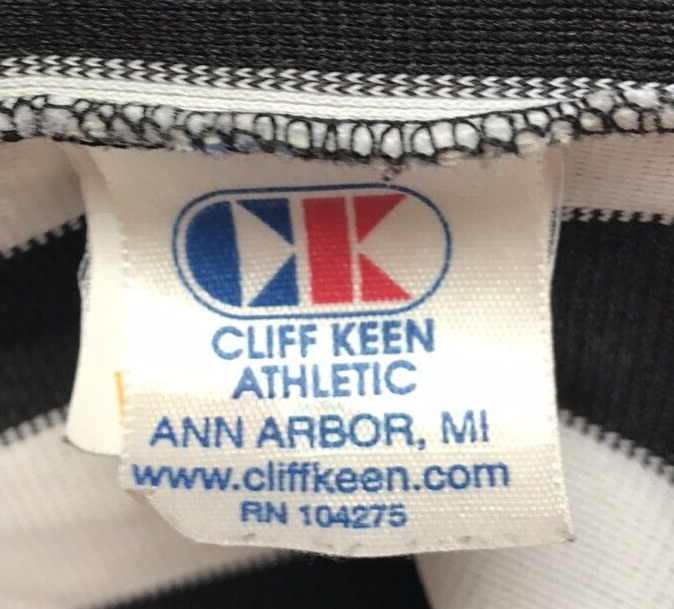 CK
CLIFF KEEN
ATHLETIC
ANN ARBOR, MI
www.cliffkeen.com
RN 104275